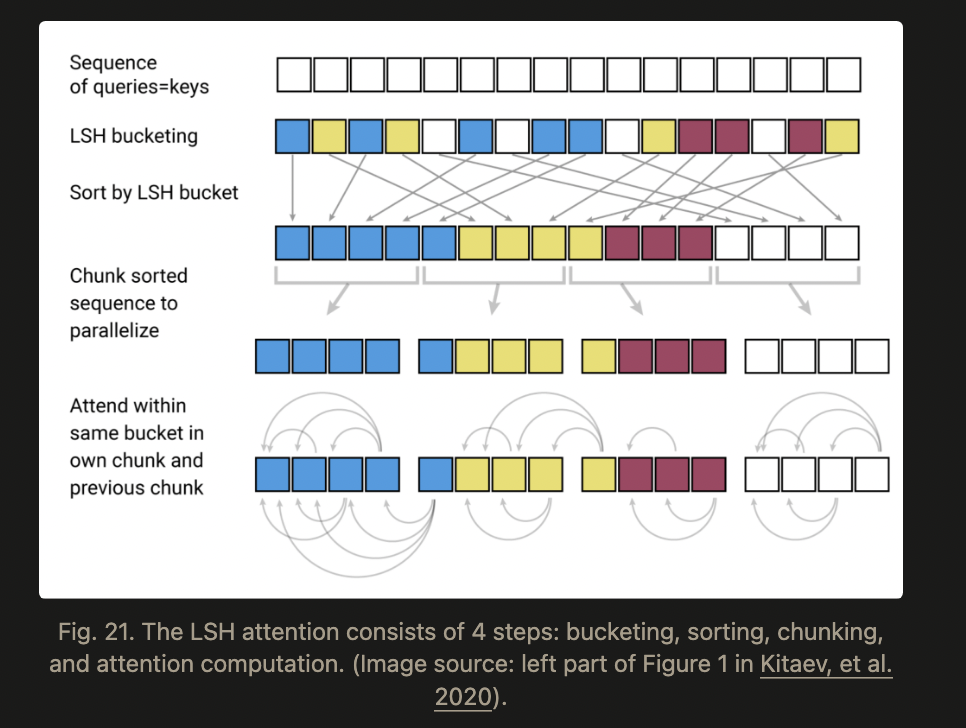 Sequence
of queries=keys
LSH bucketing
Sort by LSH bucket
Chunk sorted
sequence to
parallelize
Attend within
same bucket in
own chunk and
previous chunk
Fig. 21. The LSH attention consists of 4 steps: bucketing, sorting, chunking,
and attention computation. (Image source: left part of Figure 1 in Kitaev, et al.
2020).